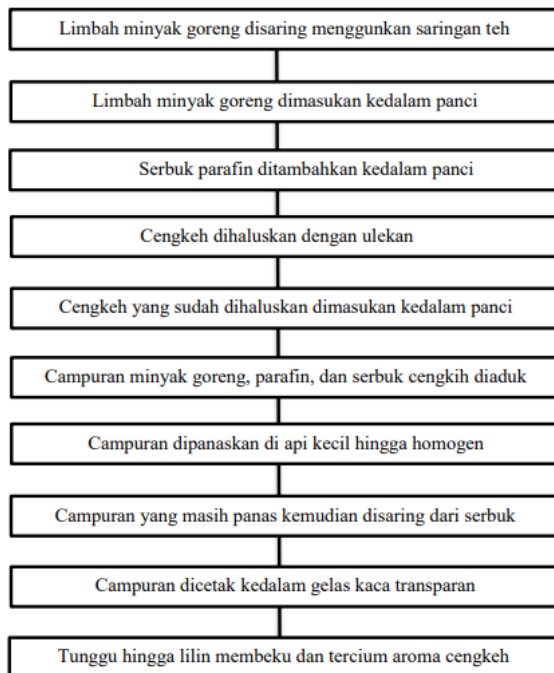 Limbah minyak goreng disaring menggunkan saringan teh
Limbah minyak goreng dimasukan kedalam panci
Serbuk parafin ditambahkan kedalam panci
Cengkeh dihaluskan dengan ulekan
Cengkeh yang sudah dihaluskan dimasukan kedalam panci
Campuran minyak goreng, parafin, dan serbuk cengkih diaduk
Campuran dipanaskan di api kecil hingga homogen
Campuran yang masih panas kemudian disaring dari serbuk
Campuran dicetak kedalam gelas kaca transparan
Tunggu hingga lilin membeku dan tercium aroma cengkeh